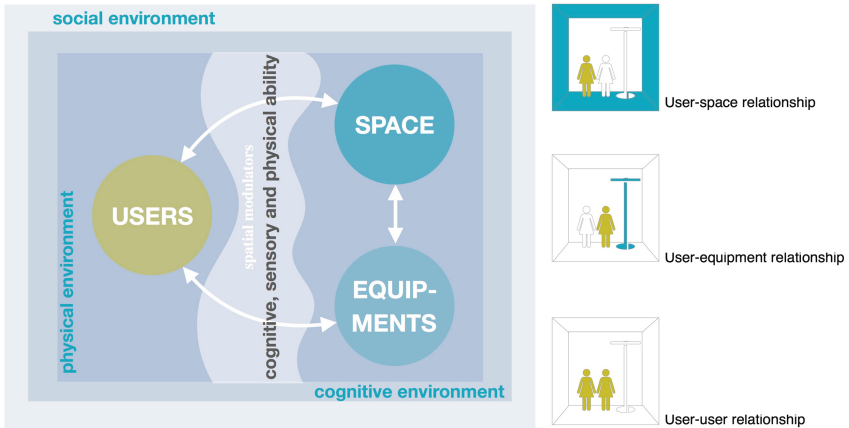 social environment
physical environment
USERS
spatial modulators
cognitive, sensory and physical ability
SPACE
EQUIP-
MENTS
cognitive environment
User-space relationship
User-equipment relationship
User-user relationship